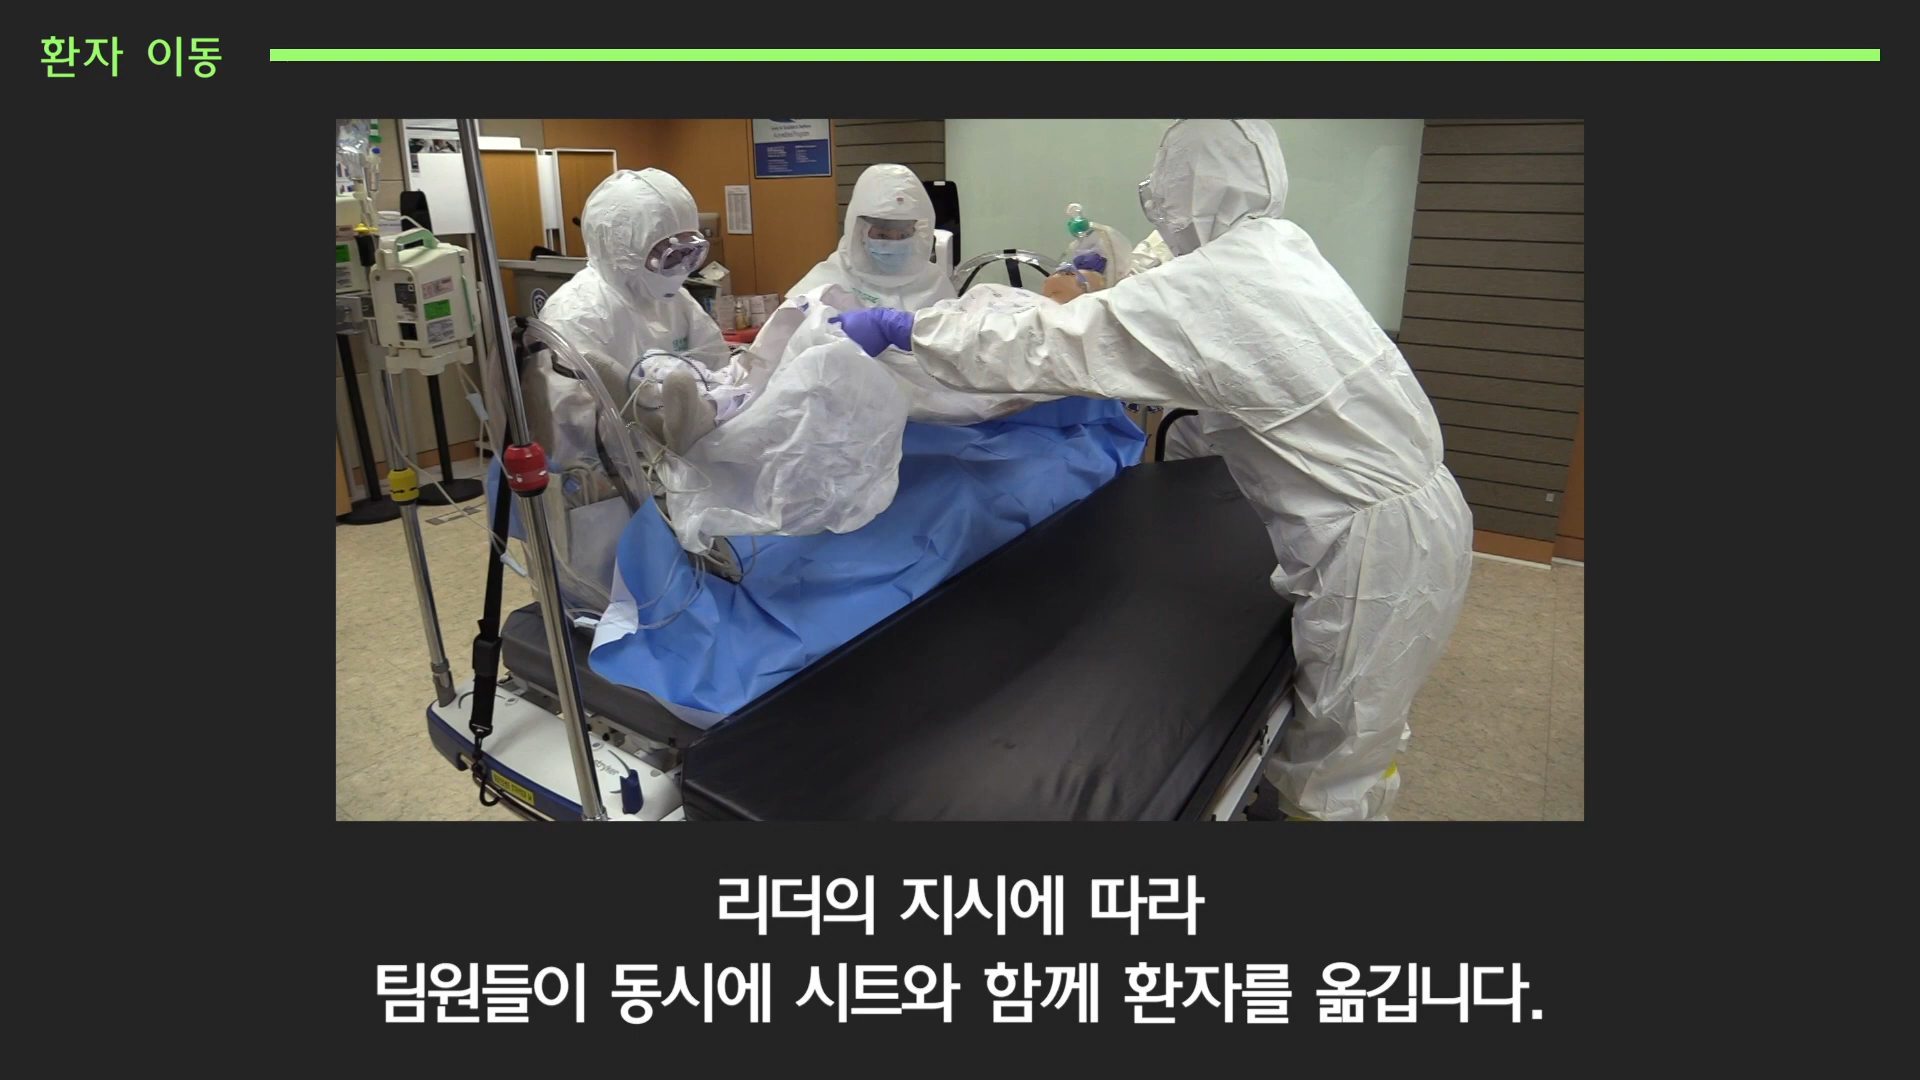 환자 이동
리더의 지시에 따라
팀원들이 동시에 시트와 함께 환자를 옮깁니다.